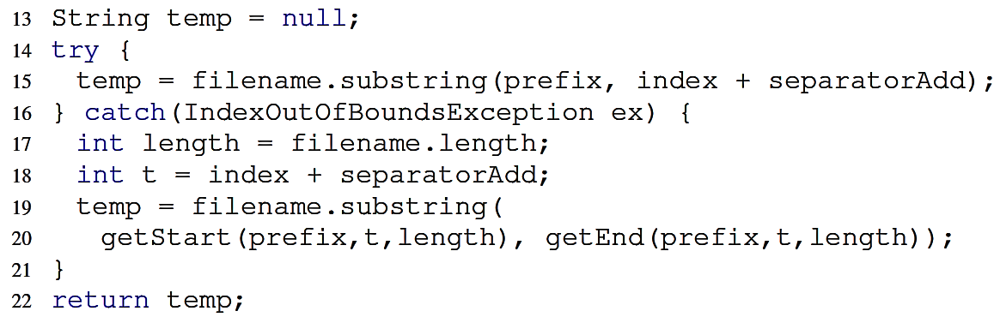 13 String temp = null;
14 try {
15   temp = filename.substring(prefix, index + separatorAdd);
16 } catch(IndexOutOfBoundsException ex) {
17   int length = filename.length;
18   int t = index + separatorAdd;
19   temp = filename.substring(
20     getStart(prefix,t,length), getEnd(prefix,t,length));
21 }
22 return temp;